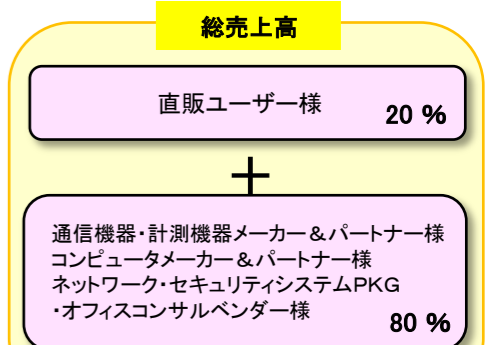 総売上高
直販ユーザー様
20 %
＋
通信機器・計測機器メーカー＆パートナー様
コンピュータメーカー＆パートナー様
ネットワーク・セキュリティシステムPKG
・オフィスコンサルベンダー様
80 %